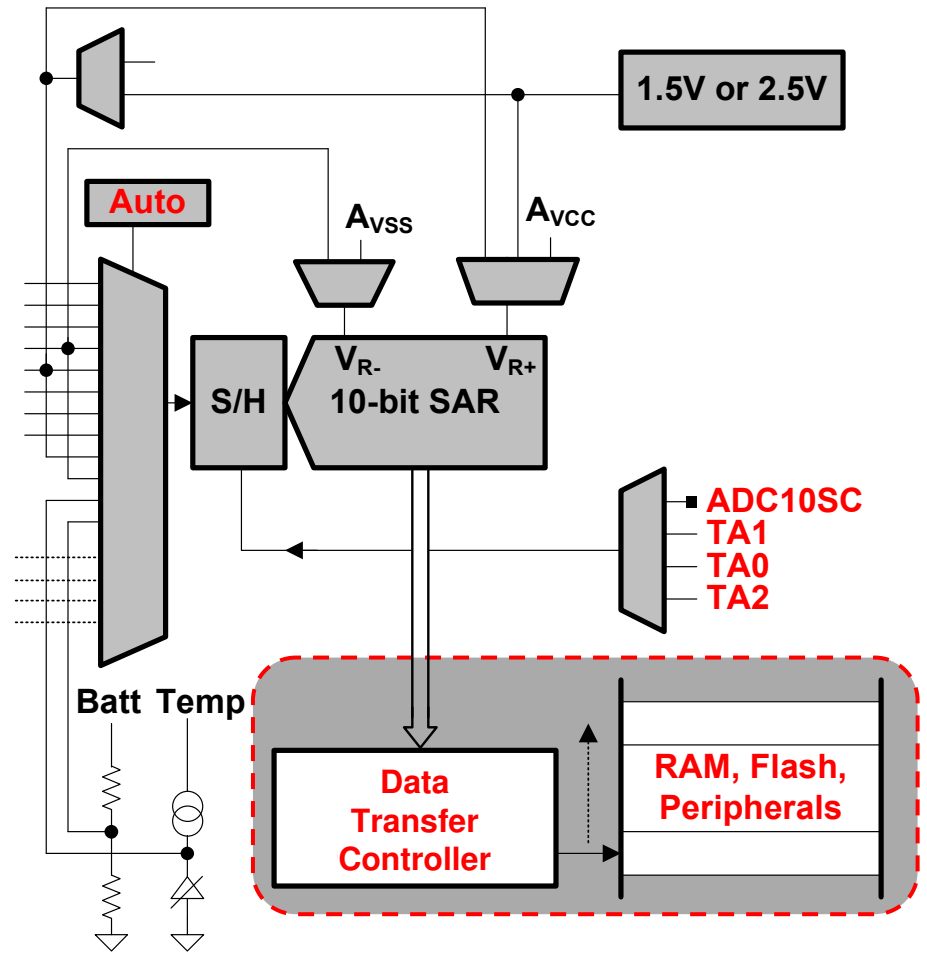 1.5V or 2.5V
Auto
AVSS
AVCC
VR-
VR+
S/H
10-bit SAR
ADC10SC
TA1
TA0
TA2
Batt
Temp
Data
Transfer
Controller
RAM, Flash,
Peripherals